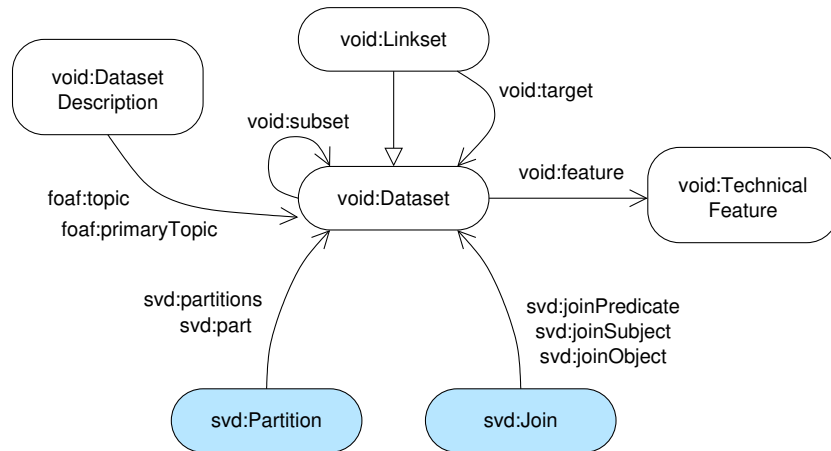 void:Linkset
void:Dataset
Description
void:target
void:subset
void:feature
void:Dataset
void:Technical
Feature
foaf:topic
foaf:primaryTopic
svd:partitions
svd:part
svd:joinPredicate
svd:joinSubject
svd:joinObject
svd:Partition
svd:Join